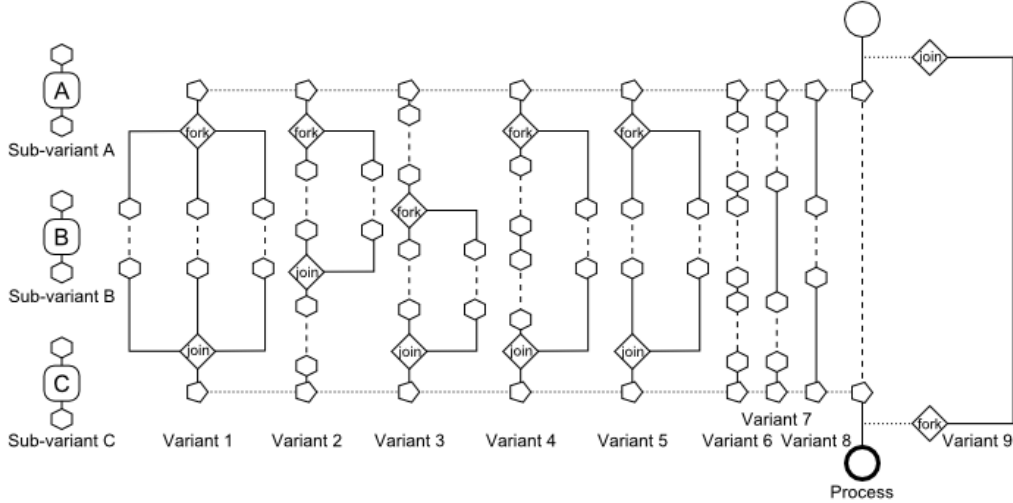 join
A
fork
fork
fork
fork
Sub-variant A
fork
B
join
Sub-variant B
join
join
join
join
C
fork
Sub-variant C
Variant 1
Variant 2
Variant 3
Variant 4
Variant 5
Variant 6
Variant 7
Variant 8
Variant 9
Process